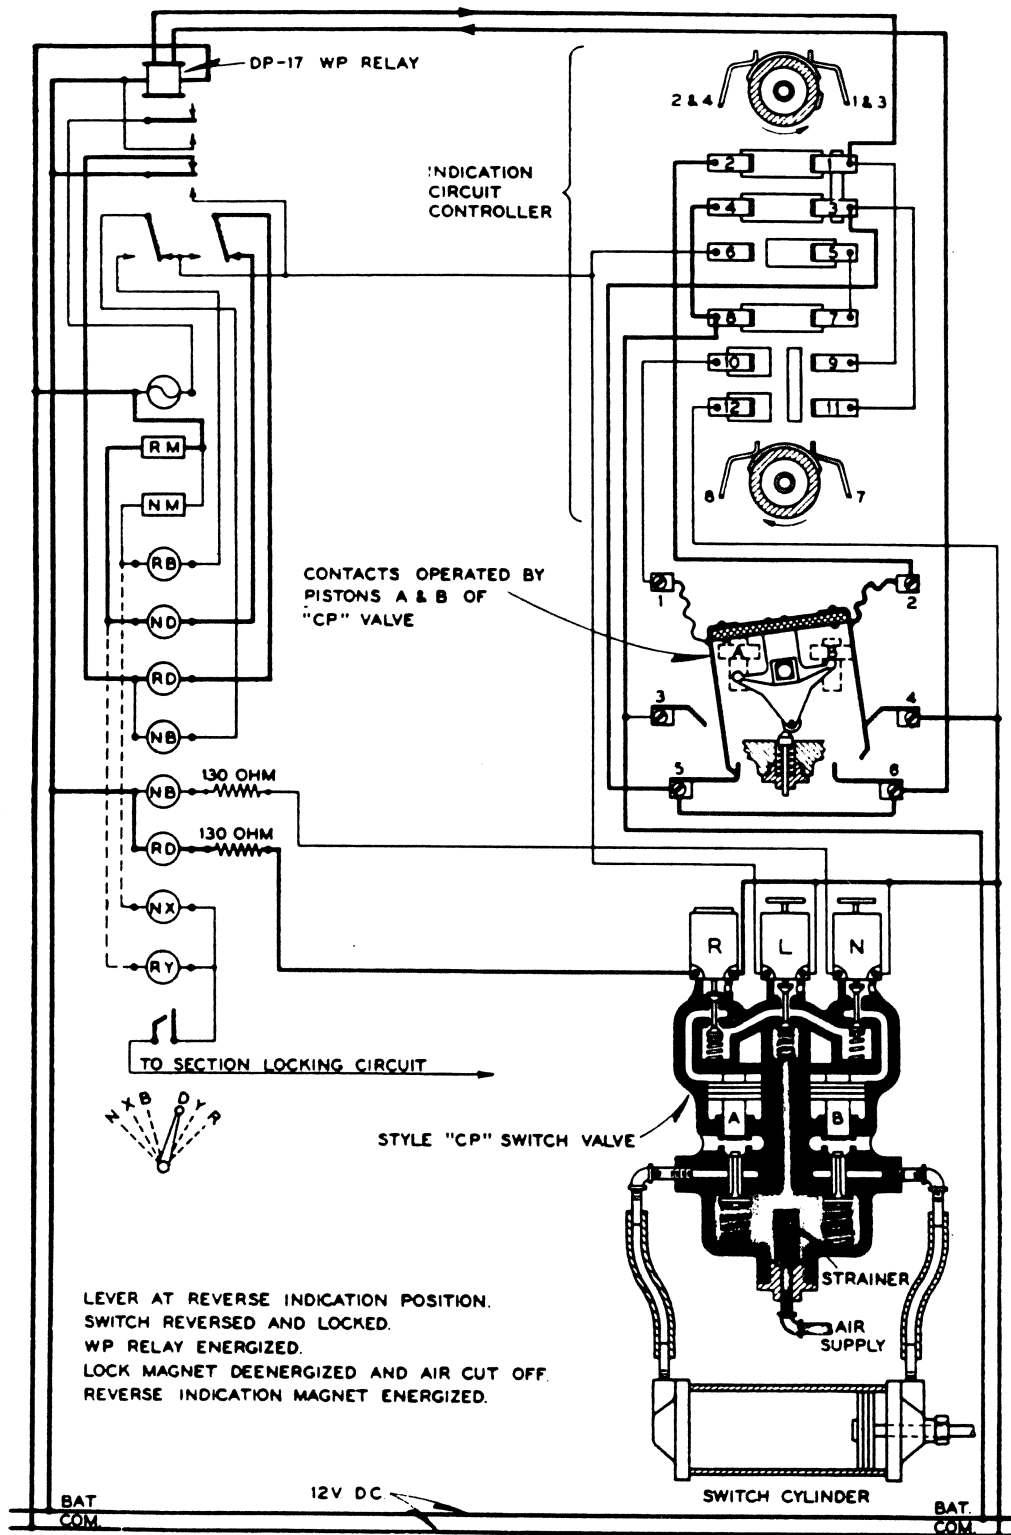 DP-17 WP RELAY
2 & 4
1 & 3
INDICATION
CIRCUIT
CONTROLLER
2
1
4
3
6
5
8
7
10
9
12
11
8
7
RM
NM
RB
ND
RD
NB
NB
130 OHM
RD
130 OHM
NX
RY
CONTACTS OPERATED BY
PISTONS A & B OF
"CP" VALVE
1
2
A
B
3
4
5
6
R
L
N
TO SECTION LOCKING CIRCUIT
N X B D Y R
STYLE "CP" SWITCH VALVE
A
B
STRAINER
AIR
SUPPLY
LEVER AT REVERSE INDICATION POSITION.
SWITCH REVERSED AND LOCKED.
WP RELAY ENERGIZED.
LOCK MAGNET DEENERGIZED AND AIR CUT OFF.
REVERSE INDICATION MAGNET ENERGIZED.
SWITCH CYLINDER
BAT
COM.
12V DC
BAT.
COM